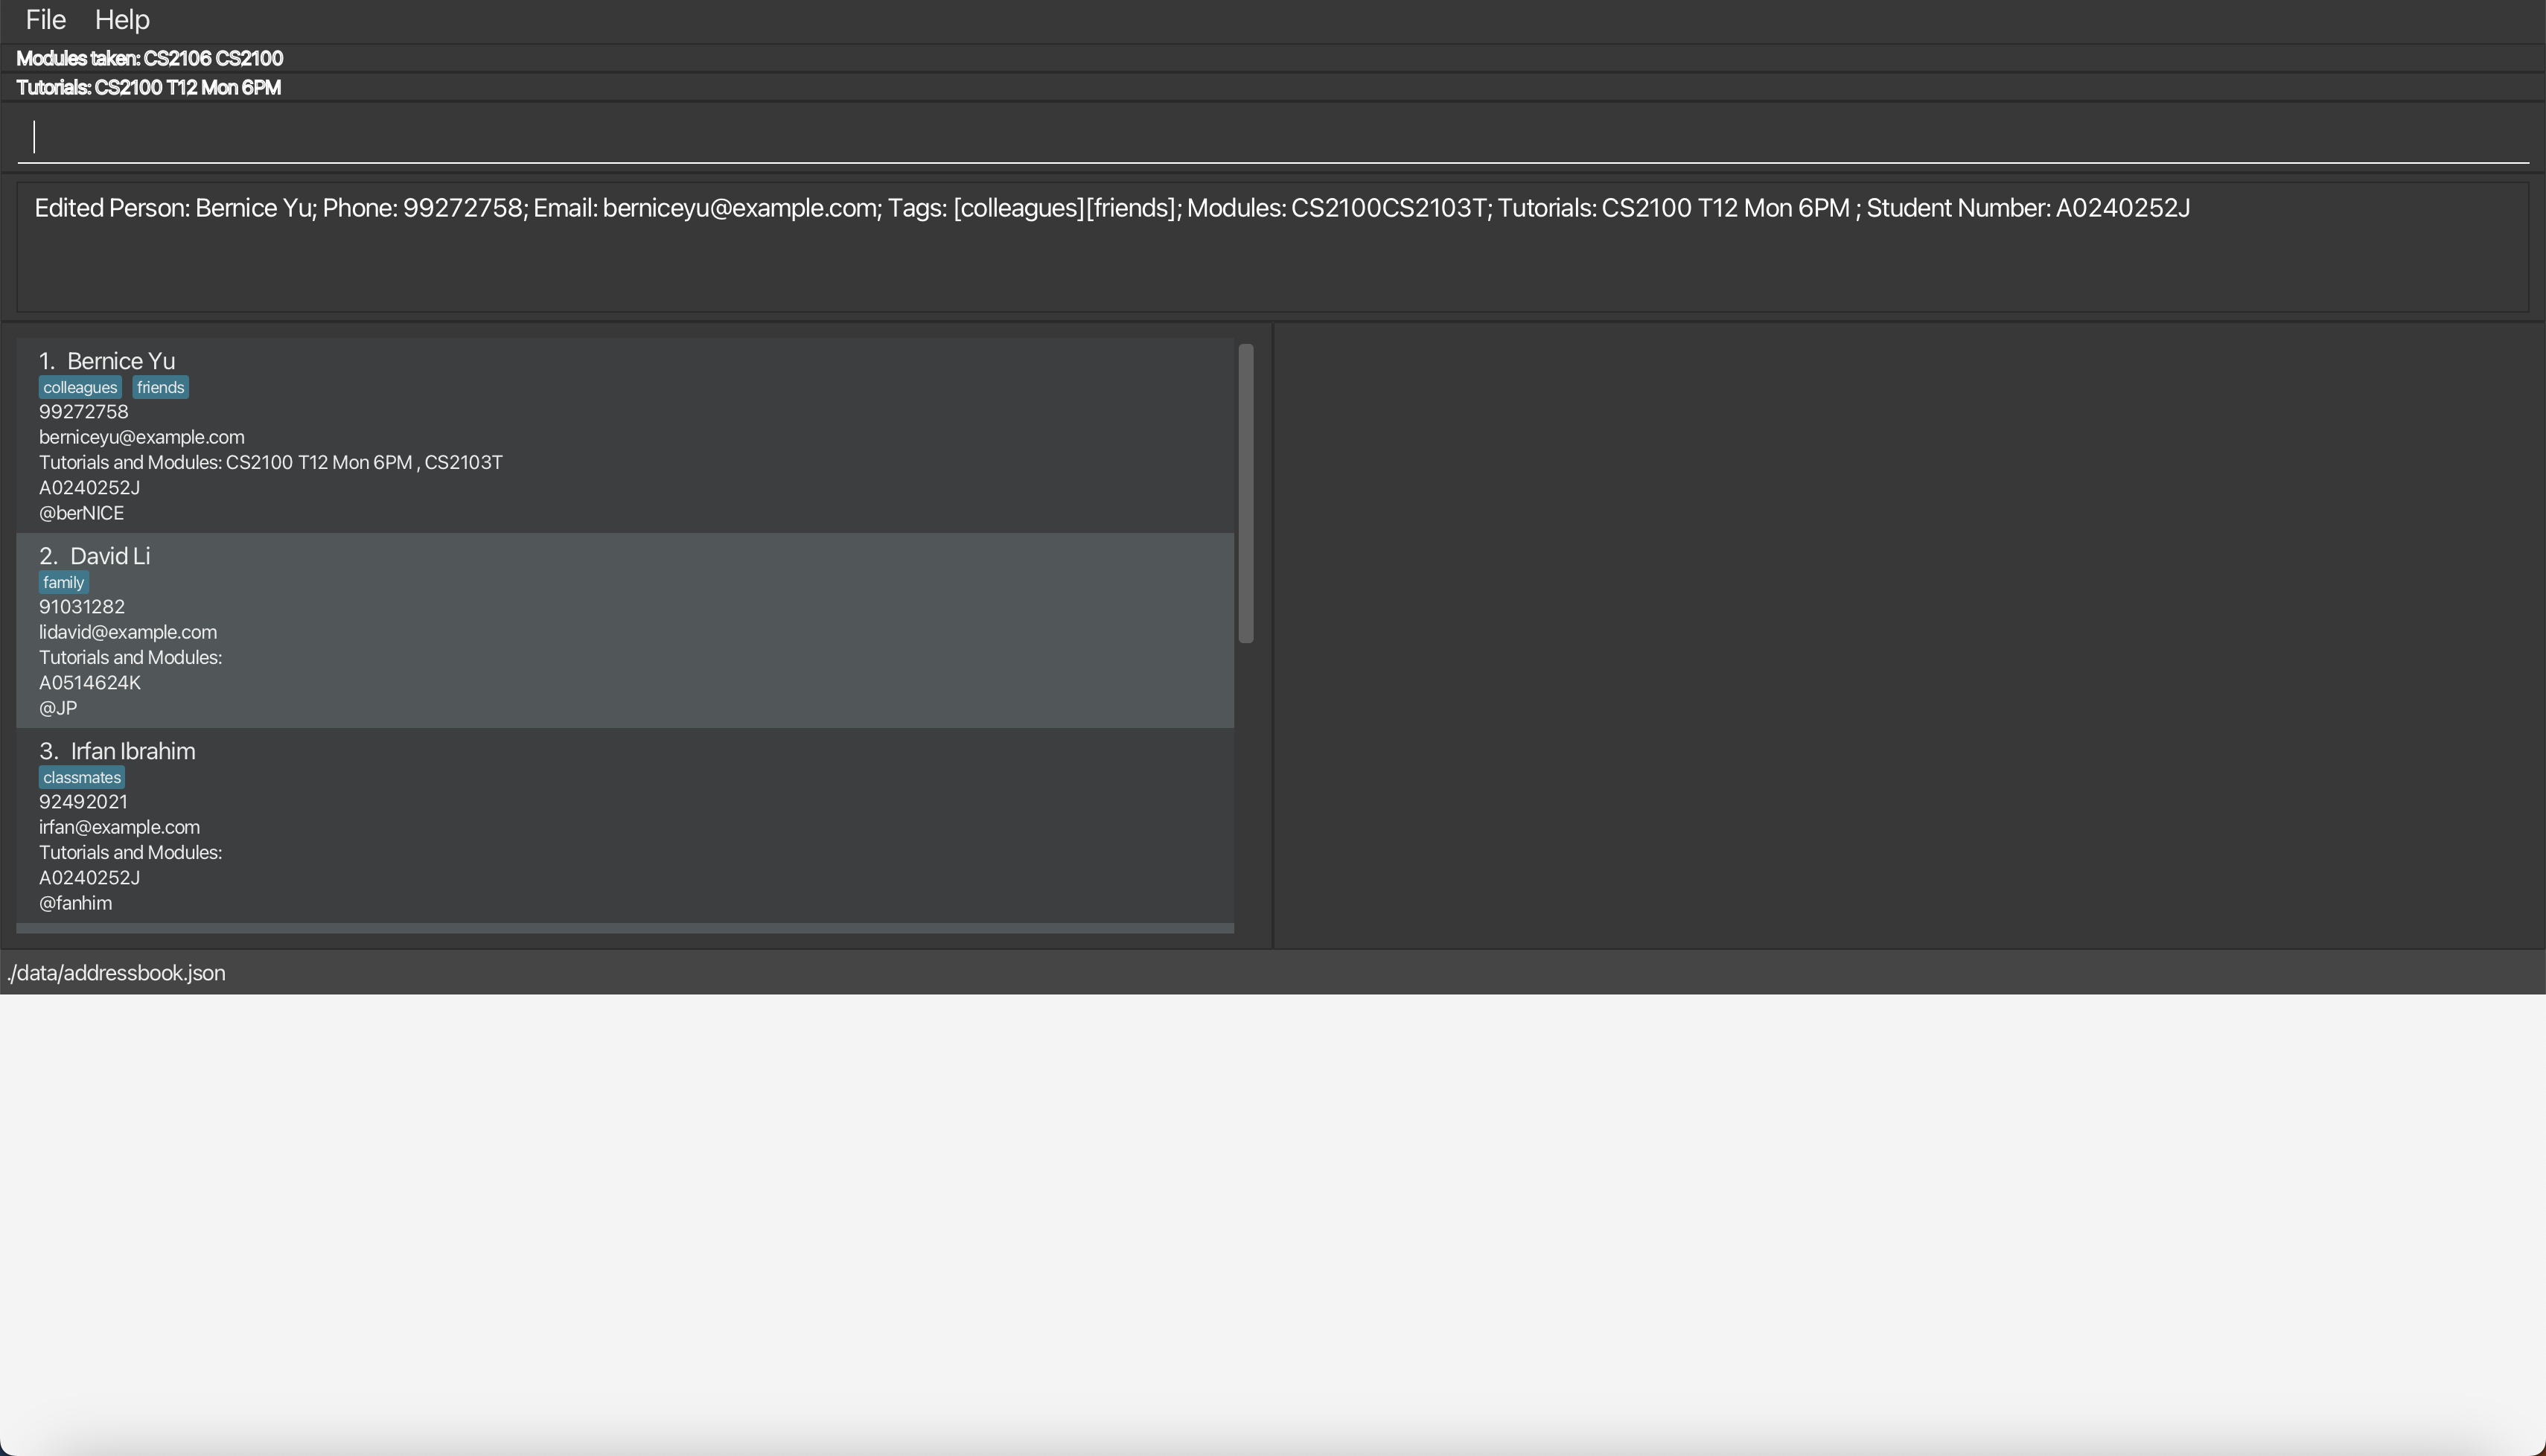 File Help
Modules taken: CS2106 CS2100
Tutorials: CS2100 T12 Mon 6PM
Edited Person: Bernice Yu; Phone: 99272758; Email: berniceyu@example.com; Tags: [colleagues][friends]; Modules: CS2100CS2103T; Tutorials: CS2100 T12 Mon 6PM ; Student Number: A0240252J
1. Bernice Yu
colleagues friends
99272758
berniceyu@example.com
Tutorials and Modules: CS2100 T12 Mon 6PM , CS2103T
A0240252J
@berNICE
2. David Li
family
91031282
lidavid@example.com
Tutorials and Modules:
A0514624K
@JP
3. Irfan Ibrahim
classmates
92492021
irfan@example.com
Tutorials and Modules:
A0240252J
@fanhim
./data/addressbook.json